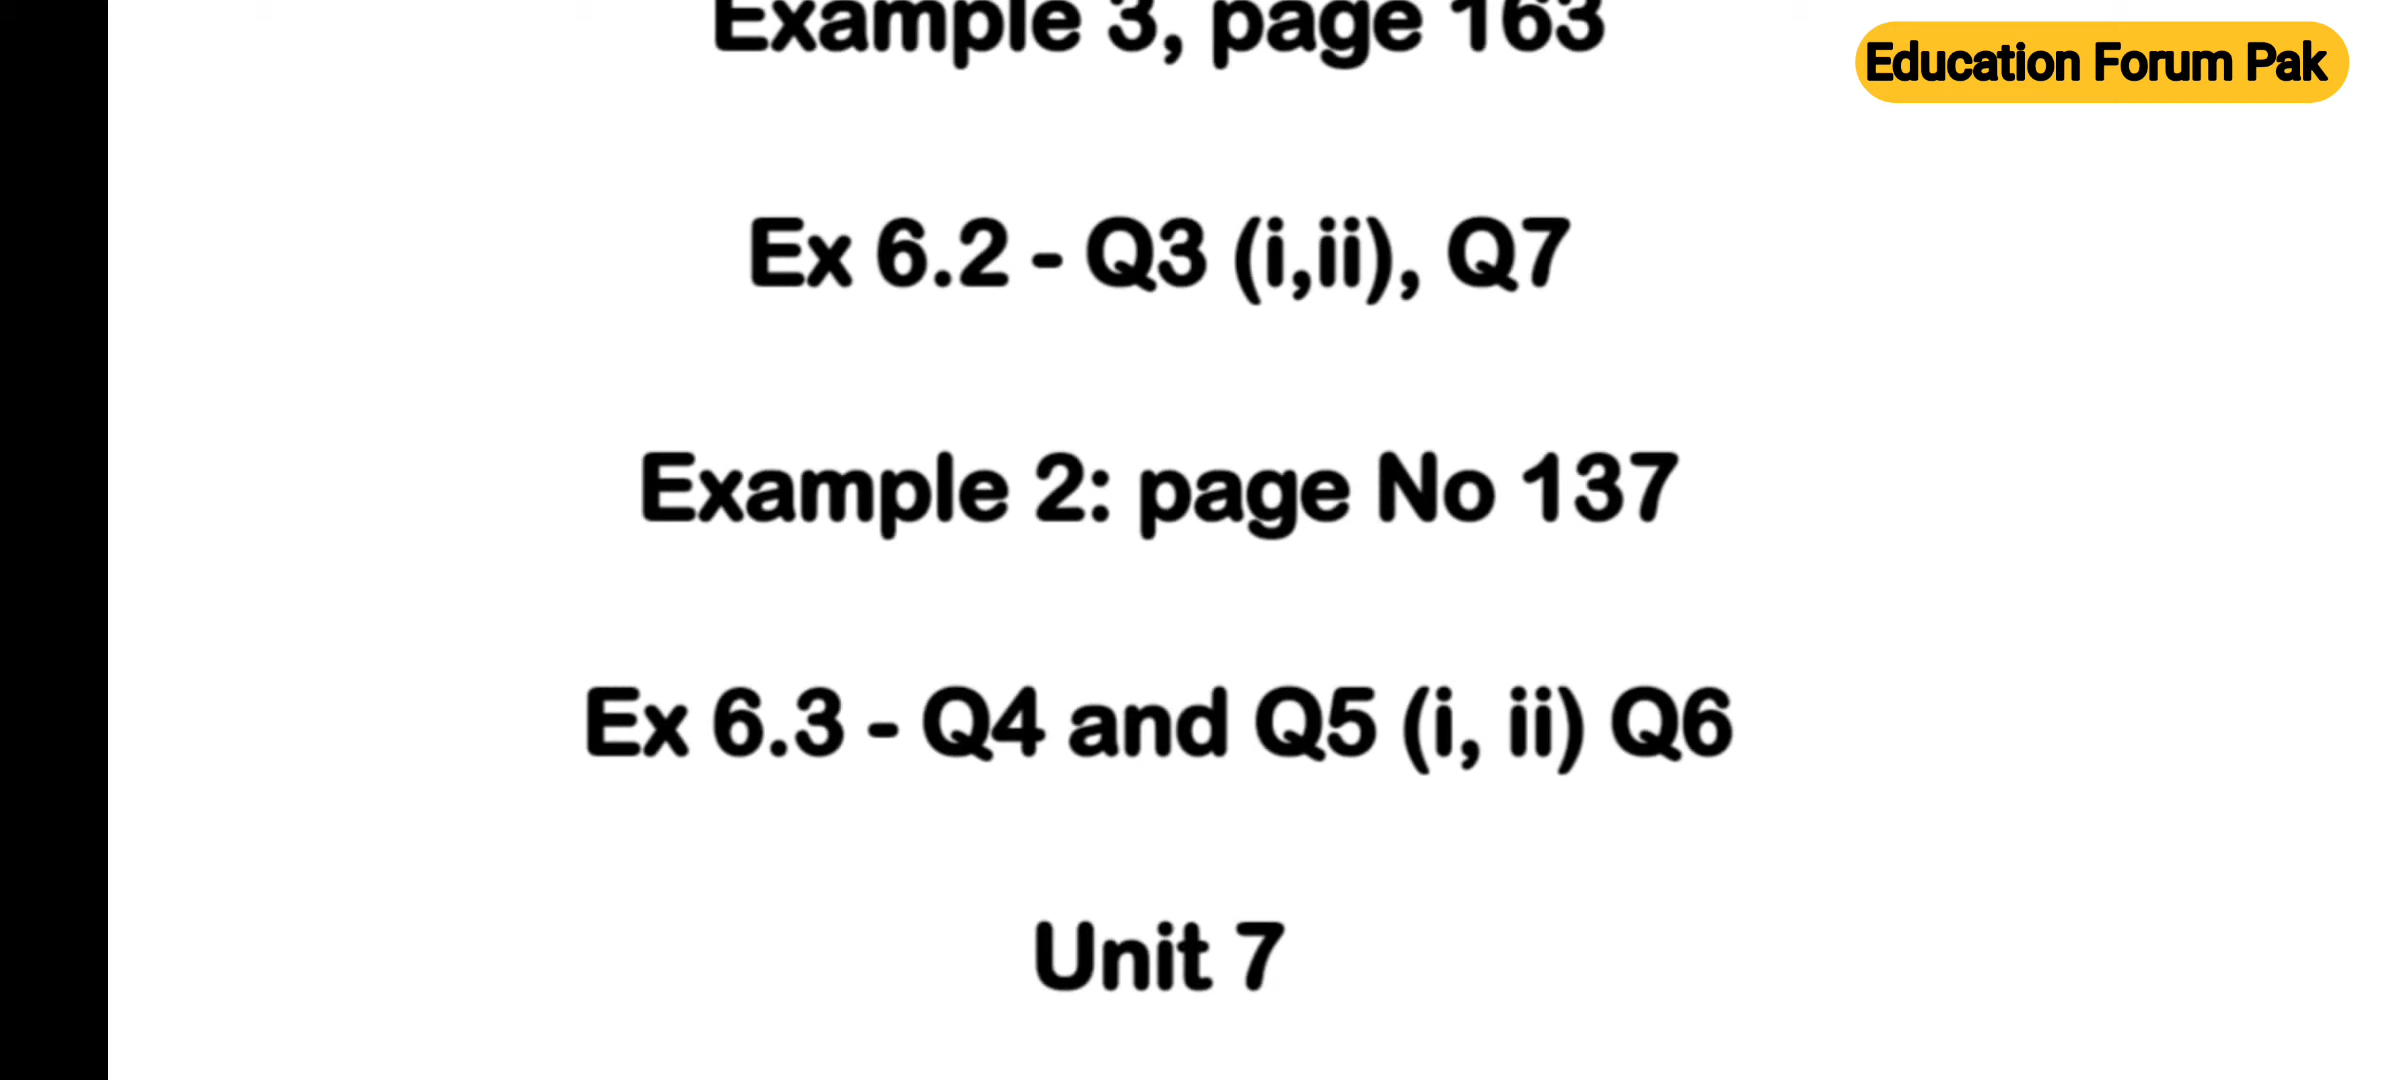 Example 3, page 163
Education Forum Pak
Ex 6.2 - Q3 (i,ii), Q7
Example 2: page No 137
Ex 6.3 - Q4 and Q5 (i, ii) Q6
Unit 7